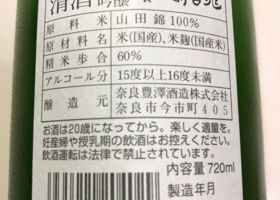 清酒 吟醸
原料米 山田錦100%
原材料名 米(国産)、米麹(国産米)
精米歩合 60%
アルコール分 15度以上16度未満
醸造元 奈良豊澤酒造株式会社
奈良市今市町405
お酒は20歳になってから。楽しく適量を。
妊産婦や授乳期の飲酒はお控えください。
飲酒運転は法律で禁止されています。
内容量 720ml
製造年月